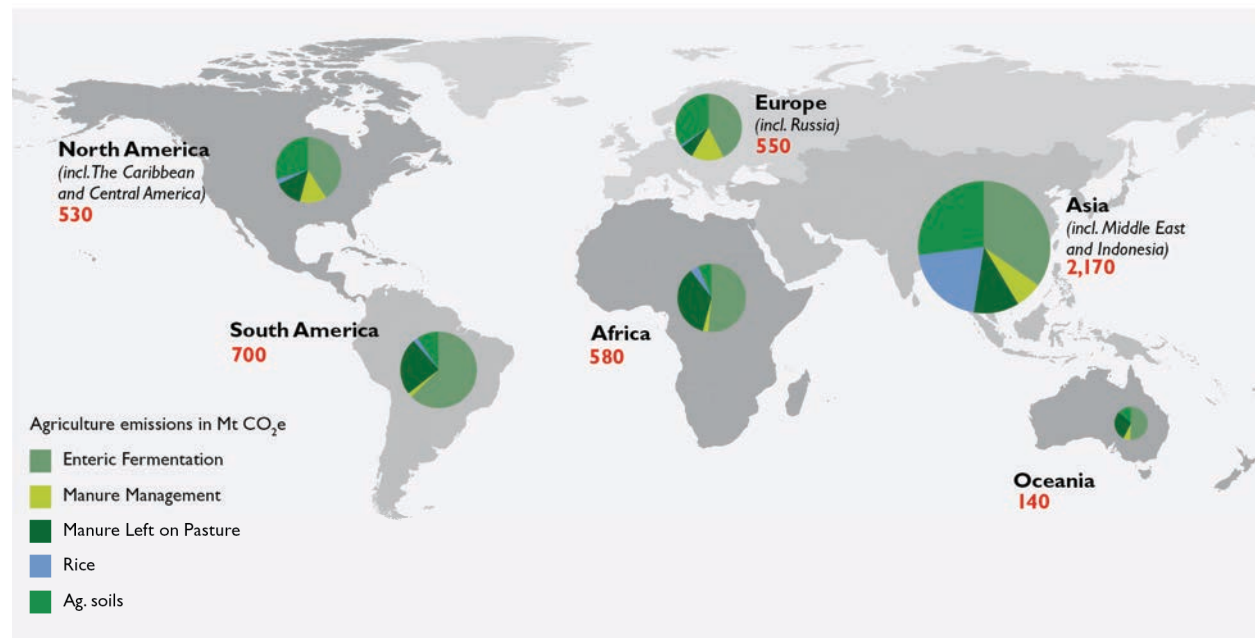 North America
(incl. The Caribbean
and Central America)
530
Europe
(incl. Russia)
550
Asia
(incl. Middle East
and Indonesia)
2,170
South America
700
Africa
580
Oceania
140
Agriculture emissions in Mt CO₂e
Enteric Fermentation
Manure Management
Manure Left on Pasture
Rice
Ag. soils